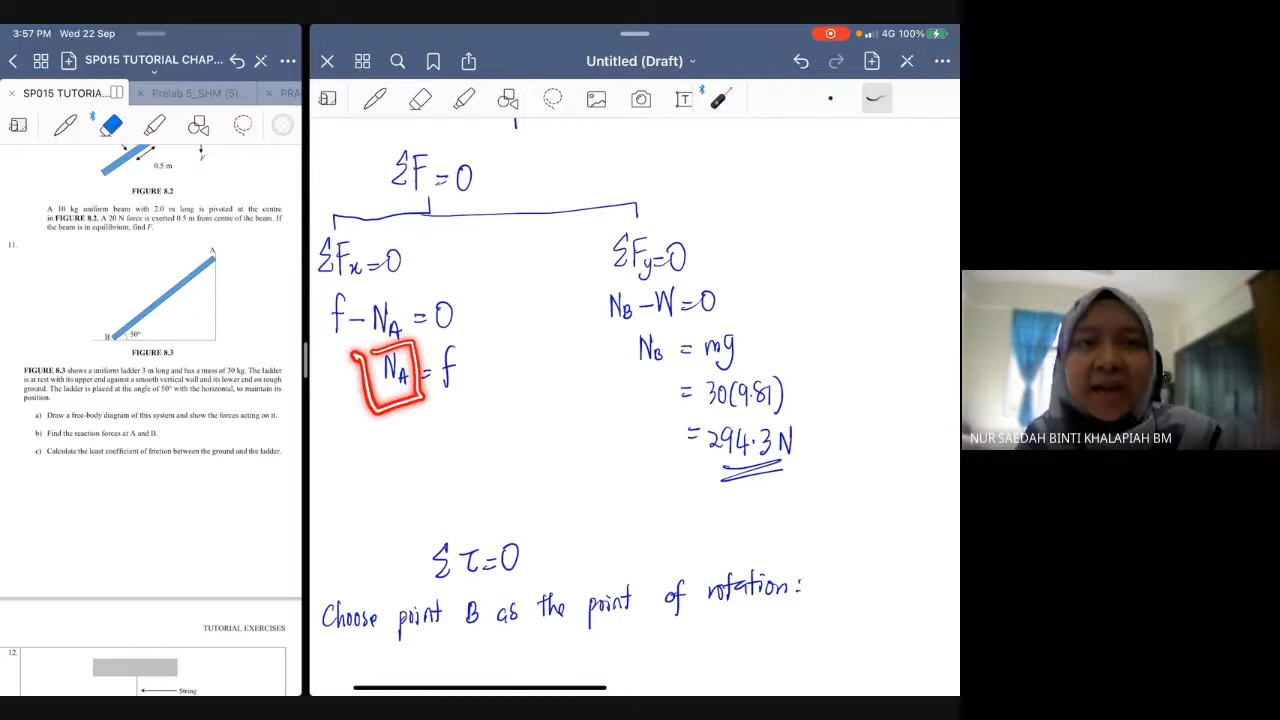 3:57 PM Wed 22 Sep
4G 100%
SP015 TUTORIAL CHAP...
Untitled (Draft)
SP015 TUTORIA...
Prelab 5_SHM (5)
T
0.5 m
F
FIGURE 8.2
A 10 kg uniform beam with 2.0 m long is pivoted at the centre
in FIGURE 8.2. A 20 N force is exerted 0.5 m from centre of the beam. If
the beam is in equilibrium, find F.
11.
A
B
50°
FIGURE 8.3
FIGURE 8.3 shows a uniform ladder 3 m long and has a mass of 30 kg. The ladder
is at rest with its upper end against a smooth vertical wall and its lower end on rough
ground. The ladder is placed at the angle of 50° with the horizontal, to maintain its
position.
a) Draw a free-body diagram of this system and show the forces acting on it.
b) Find the reaction forces at A and B.
c) Calculate the least coefficient of friction between the ground and the ladder.
TUTORIAL EXERCISES
12.
String
ΣF = 0
ΣFx = 0
f - NA = 0
NA = f
ΣFy = 0
NB - W = 0
NB = mg
= 30(9.81)
= 294.3 N
Στ = 0
Choose point B as the point of rotation:
NUR SAEDAH BINTI KHALAPIAH BM